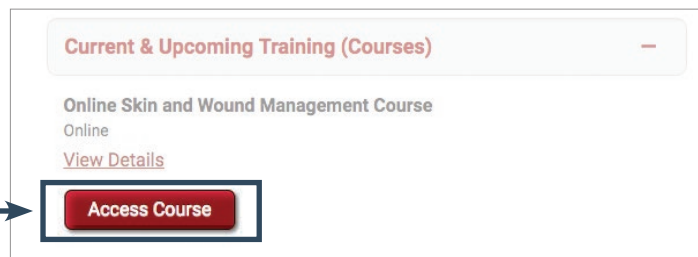 Current & Upcoming Training (Courses)
Online Skin and Wound Management Course
Online
View Details
Access Course